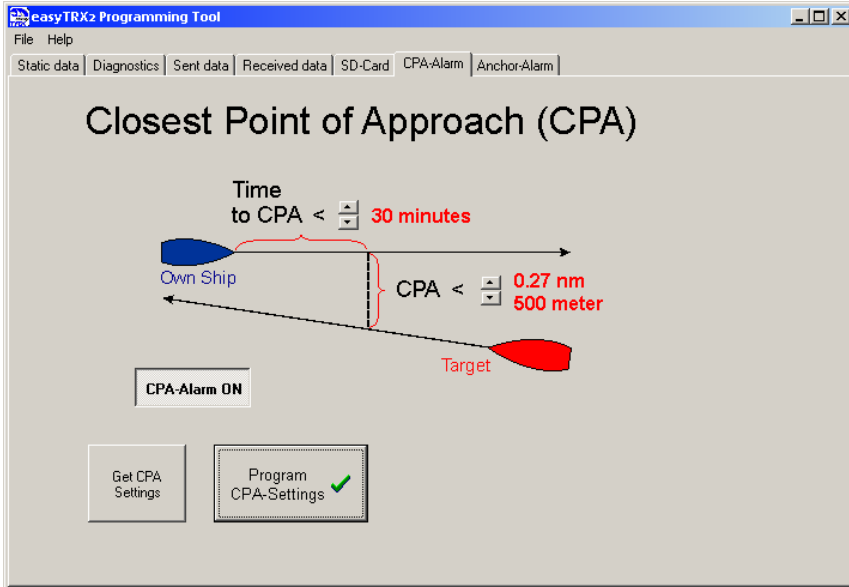 easyTRX2 Programming Tool
File Help
Static data Diagnostics Sent data Received data SD-Card CPA-Alarm Anchor-Alarm
Closest Point of Approach (CPA)
Time
to CPA < 30 minutes
Own Ship
CPA < 0.27 nm
500 meter
Target
CPA-Alarm ON
Get CPA
Settings
Program
CPA-Settings